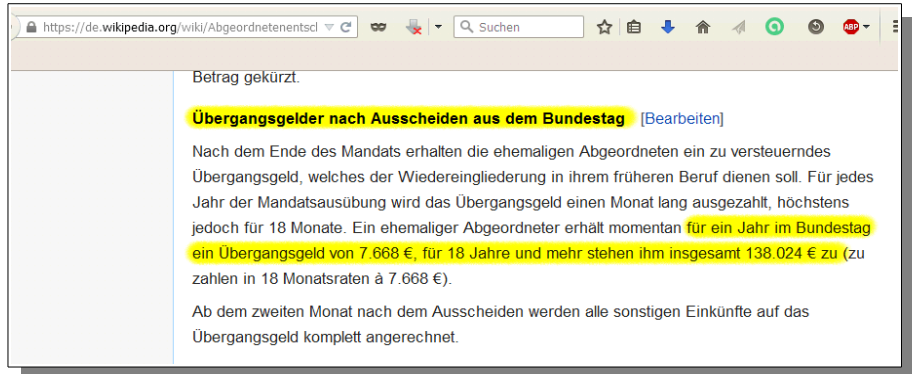 https://de.wikipedia.org/wiki/Abgeordnetenentscl
Suchen
ABP
Betrag gekürzt.
Übergangsgelder nach Ausscheiden aus dem Bundestag [Bearbeiten]
Nach dem Ende des Mandats erhalten die ehemaligen Abgeordneten ein zu versteuerndes
Übergangsgeld, welches der Wiedereingliederung in ihrem früheren Beruf dienen soll. Für jedes
Jahr der Mandatsausübung wird das Übergangsgeld einen Monat lang ausgezahlt, höchstens
jedoch für 18 Monate. Ein ehemaliger Abgeordneter erhält momentan für ein Jahr im Bundestag
ein Übergangsgeld von 7.668 €, für 18 Jahre und mehr stehen ihm insgesamt 138.024 € zu (zu
zahlen in 18 Monatsraten à 7.668 €).
Ab dem zweiten Monat nach dem Ausscheiden werden alle sonstigen Einkünfte auf das
Übergangsgeld komplett angerechnet.